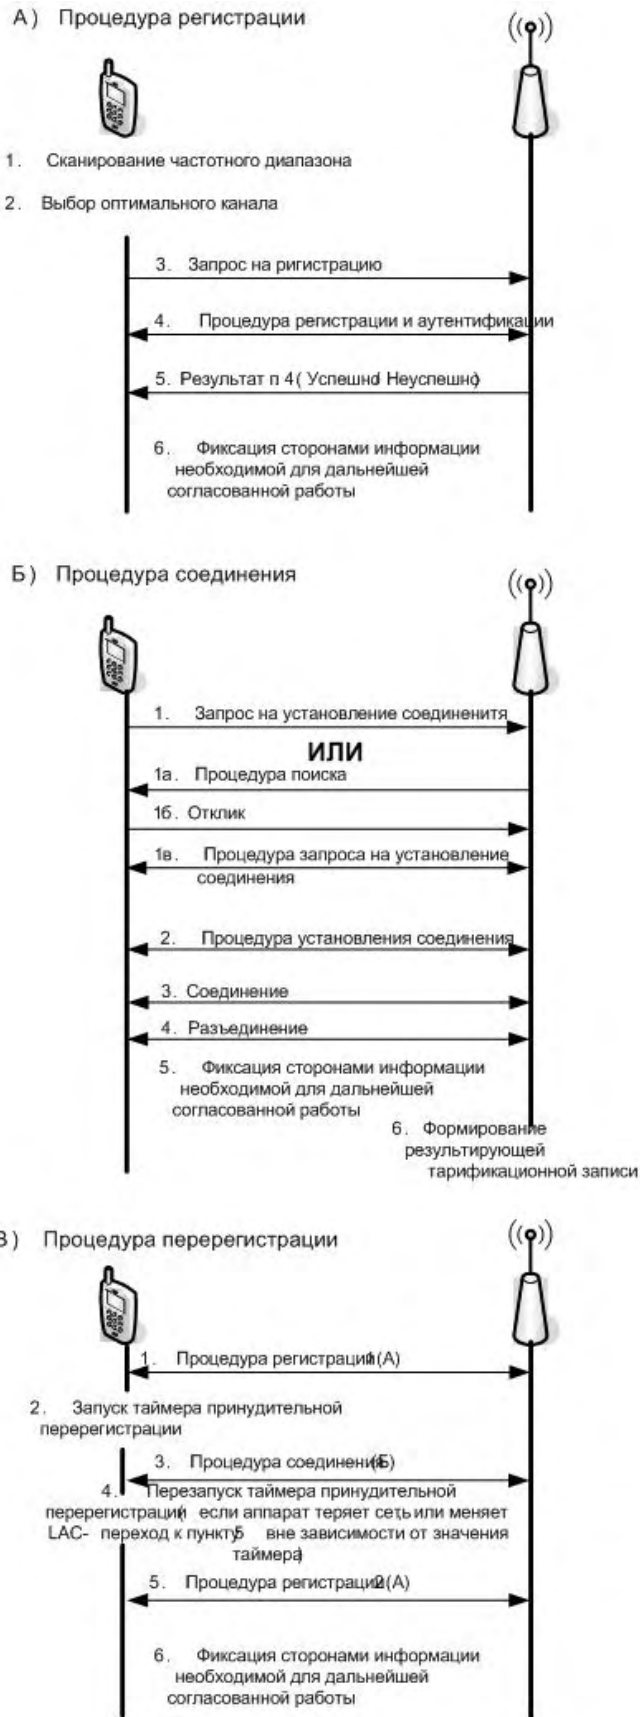 А) Процедура регистрации
1. Сканирование частотного диапазона
2. Выбор оптимального канала
3. Запрос на ригистрацию
4. Процедура регистрации и аутентификации
5. Результат п 4( Успешно/ Неуспешно)
6. Фиксация сторонами информации
необходимой для дальнейшей
согласованной работы
Б) Процедура соединения
1. Запрос на установление соединенитя
ИЛИ
1а. Процедура поиска
1б. Отклик
1в. Процедура запроса на установление
соединения
2. Процедура установления соединения
3. Соединение
4. Разъединение
5. Фиксация сторонами информации
необходимой для дальнейшей
согласованной работы
6. Формирование
результирующей
тарификационной записи
В) Процедура перерегистрации
1. Процедура регистрации 1(А)
2. Запуск таймера принудительной
перерегистрации
3. Процедура соединения (Б)
4. Перезапуск таймера принудительной
перерегистрации( если аппарат теряет сеть, или меняет
LAC- переход к пункту 5 вне зависимости от значения
таймера)
5. Процедура регистрации 2(А)
6. Фиксация сторонами информации
необходимой для дальнейшей
согласованной работы